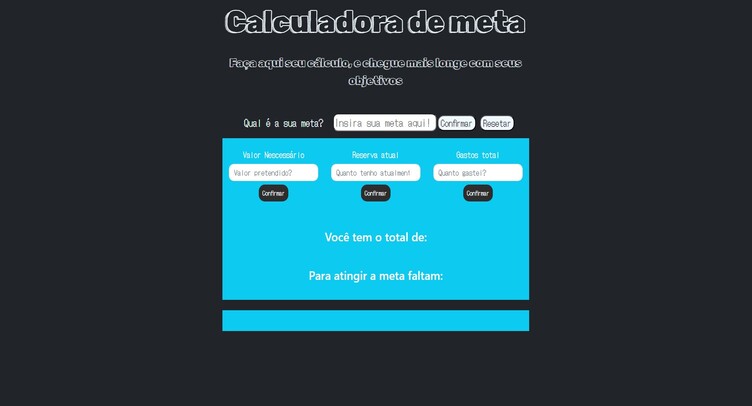 Calculadora de meta
Faça aqui seu cálculo, e chegue mais longe com seus
objetivos
Qual é a sua meta? Insira sua meta aqui! Confirmar Resetar
Valor Neecessário Reserva atual Gastos total
Valor pretendido? Quanto tenho atualment Quanto gastei?
Confirmar Confirmar Confirmar
Você tem o total de:
Para atingir a meta faltam: